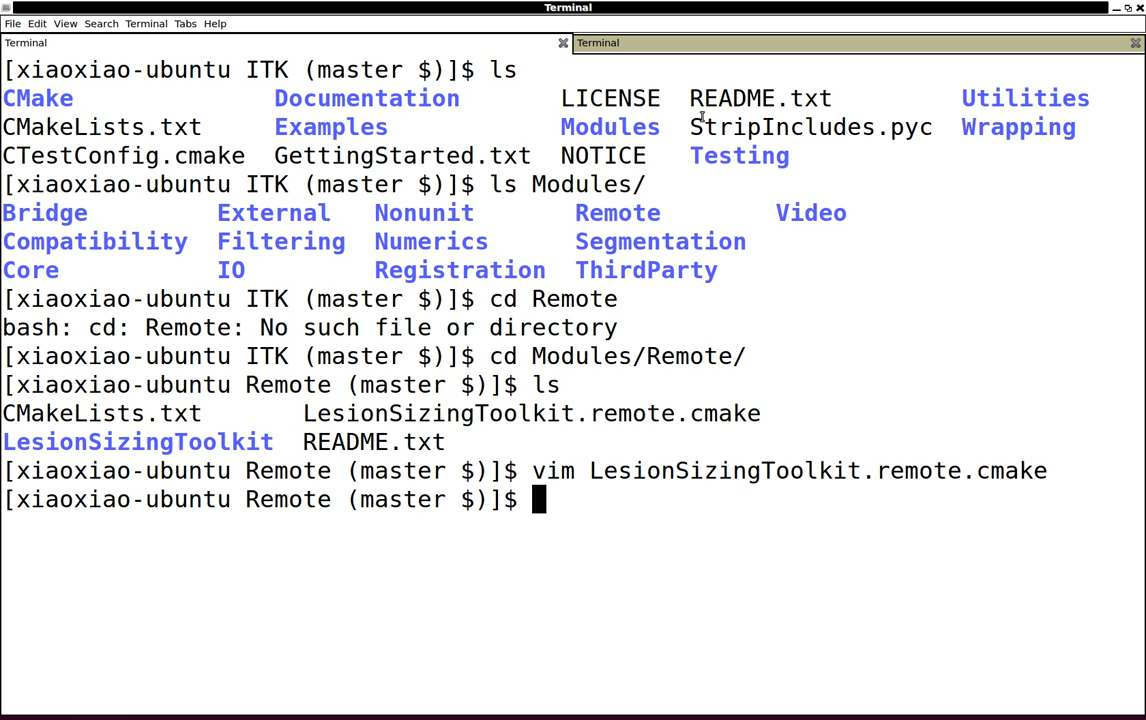 Terminal
File Edit View Search Terminal Tabs Help
Terminal Terminal
[xiaoxiao-ubuntu ITK (master $)]$ ls
CMake Documentation LICENSE README.txt Utilities
CMakeLists.txt Examples Modules StripIncludes.pyc Wrapping
CTestConfig.cmake GettingStarted.txt NOTICE Testing
[xiaoxiao-ubuntu ITK (master $)]$ ls Modules/
Bridge External Nonunit Remote Video
Compatibility Filtering Numerics Segmentation
Core IO Registration ThirdParty
[xiaoxiao-ubuntu ITK (master $)]$ cd Remote
bash: cd: Remote: No such file or directory
[xiaoxiao-ubuntu ITK (master $)]$ cd Modules/Remote/
[xiaoxiao-ubuntu Remote (master $)]$ ls
CMakeLists.txt LesionSizingToolkit.remote.cmake
LesionSizingToolkit README.txt
[xiaoxiao-ubuntu Remote (master $)]$ vim LesionSizingToolkit.remote.cmake
[xiaoxiao-ubuntu Remote (master $)]$